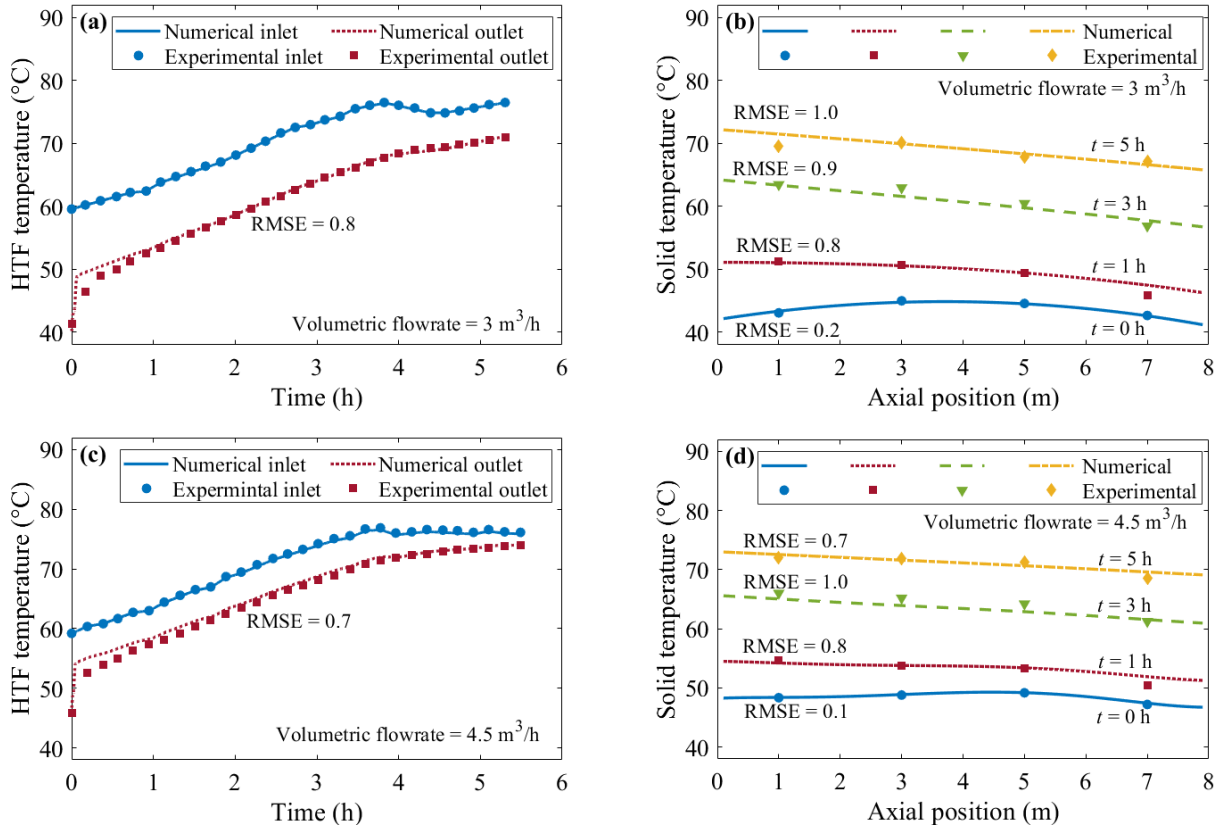 (a)
Numerical inlet
Numerical outlet
Experimental inlet
Experimental outlet
90
80
70
60
50
40
HTF temperature (°C)
RMSE = 0.8
Volumetric flowrate = 3 m³/h
0 1 2 3 4 5 6
Time (h)
(b)
Numerical
Experimental
Volumetric flowrate = 3 m³/h
90
80
70
60
50
40
Solid temperature (°C)
RMSE = 1.0
t = 5 h
RMSE = 0.9
t = 3 h
RMSE = 0.8
t = 1 h
RMSE = 0.2
t = 0 h
0 1 2 3 4 5 6 7 8
Axial position (m)
(c)
Numerical inlet
Numerical outlet
Expermintal inlet
Experimental outlet
90
80
70
60
50
40
HTF temperature (°C)
RMSE = 0.7
Volumetric flowrate = 4.5 m³/h
0 1 2 3 4 5 6
Time (h)
(d)
Numerical
Experimental
Volumetric flowrate = 4.5 m³/h
90
80
70
60
50
40
Solid temperature (°C)
RMSE = 0.7
t = 5 h
RMSE = 1.0
t = 3 h
RMSE = 0.8
t = 1 h
RMSE = 0.1
t = 0 h
0 1 2 3 4 5 6 7 8
Axial position (m)